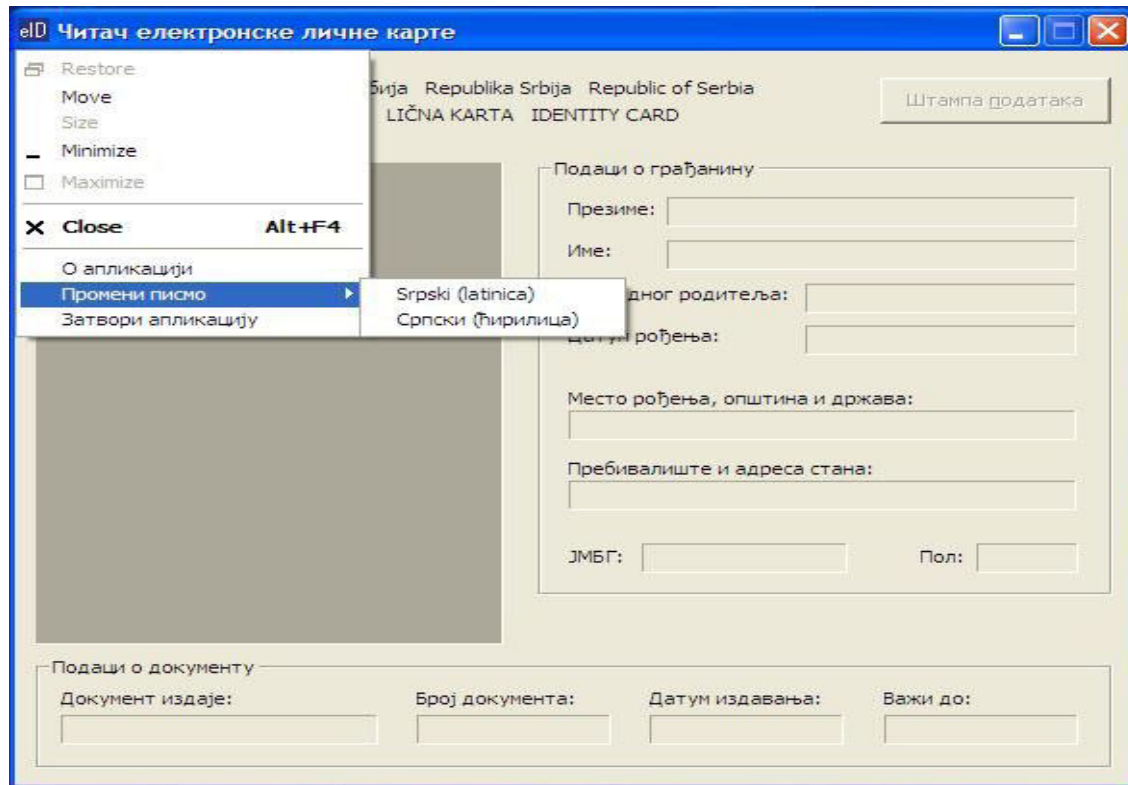 eID Читач електронске личне карте
Restore
Move
Size
Minimize
Maximize
Close Alt+F4
О апликацији
Промени писмо
Затвори апликацију
Srpski (latinica)
Српски (ћирилица)
Republika Srbija Republic of Serbia
LIČNA KARTA IDENTITY CARD
Штампа података
Подаци о грађанину
Презиме:
Име:
родитеља:
рођења:
Место рођења, општина и држава:
Пребивалиште и адреса стана:
ЈМБГ:
Пол:
Подаци о документу
Документ издаје:
Број документа:
Датум издавања:
Важи до: